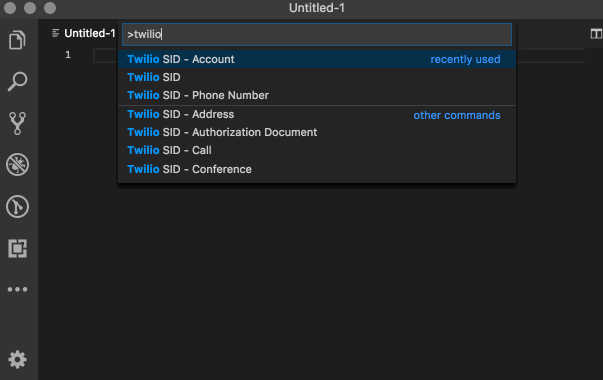 Untitled-1
Untitled-1
>twilio
1
Twilio SID - Account recently used
Twilio SID
Twilio SID - Phone Number
Twilio SID - Address other commands
Twilio SID - Authorization Document
Twilio SID - Call
Twilio SID - Conference